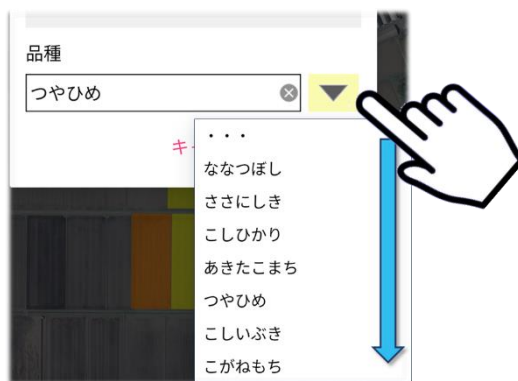 品種
つやひめ
キ
・・・
ななつぼし
ささにしき
こしひかり
あきたこまち
つやひめ
こしいぶき
こがねもち